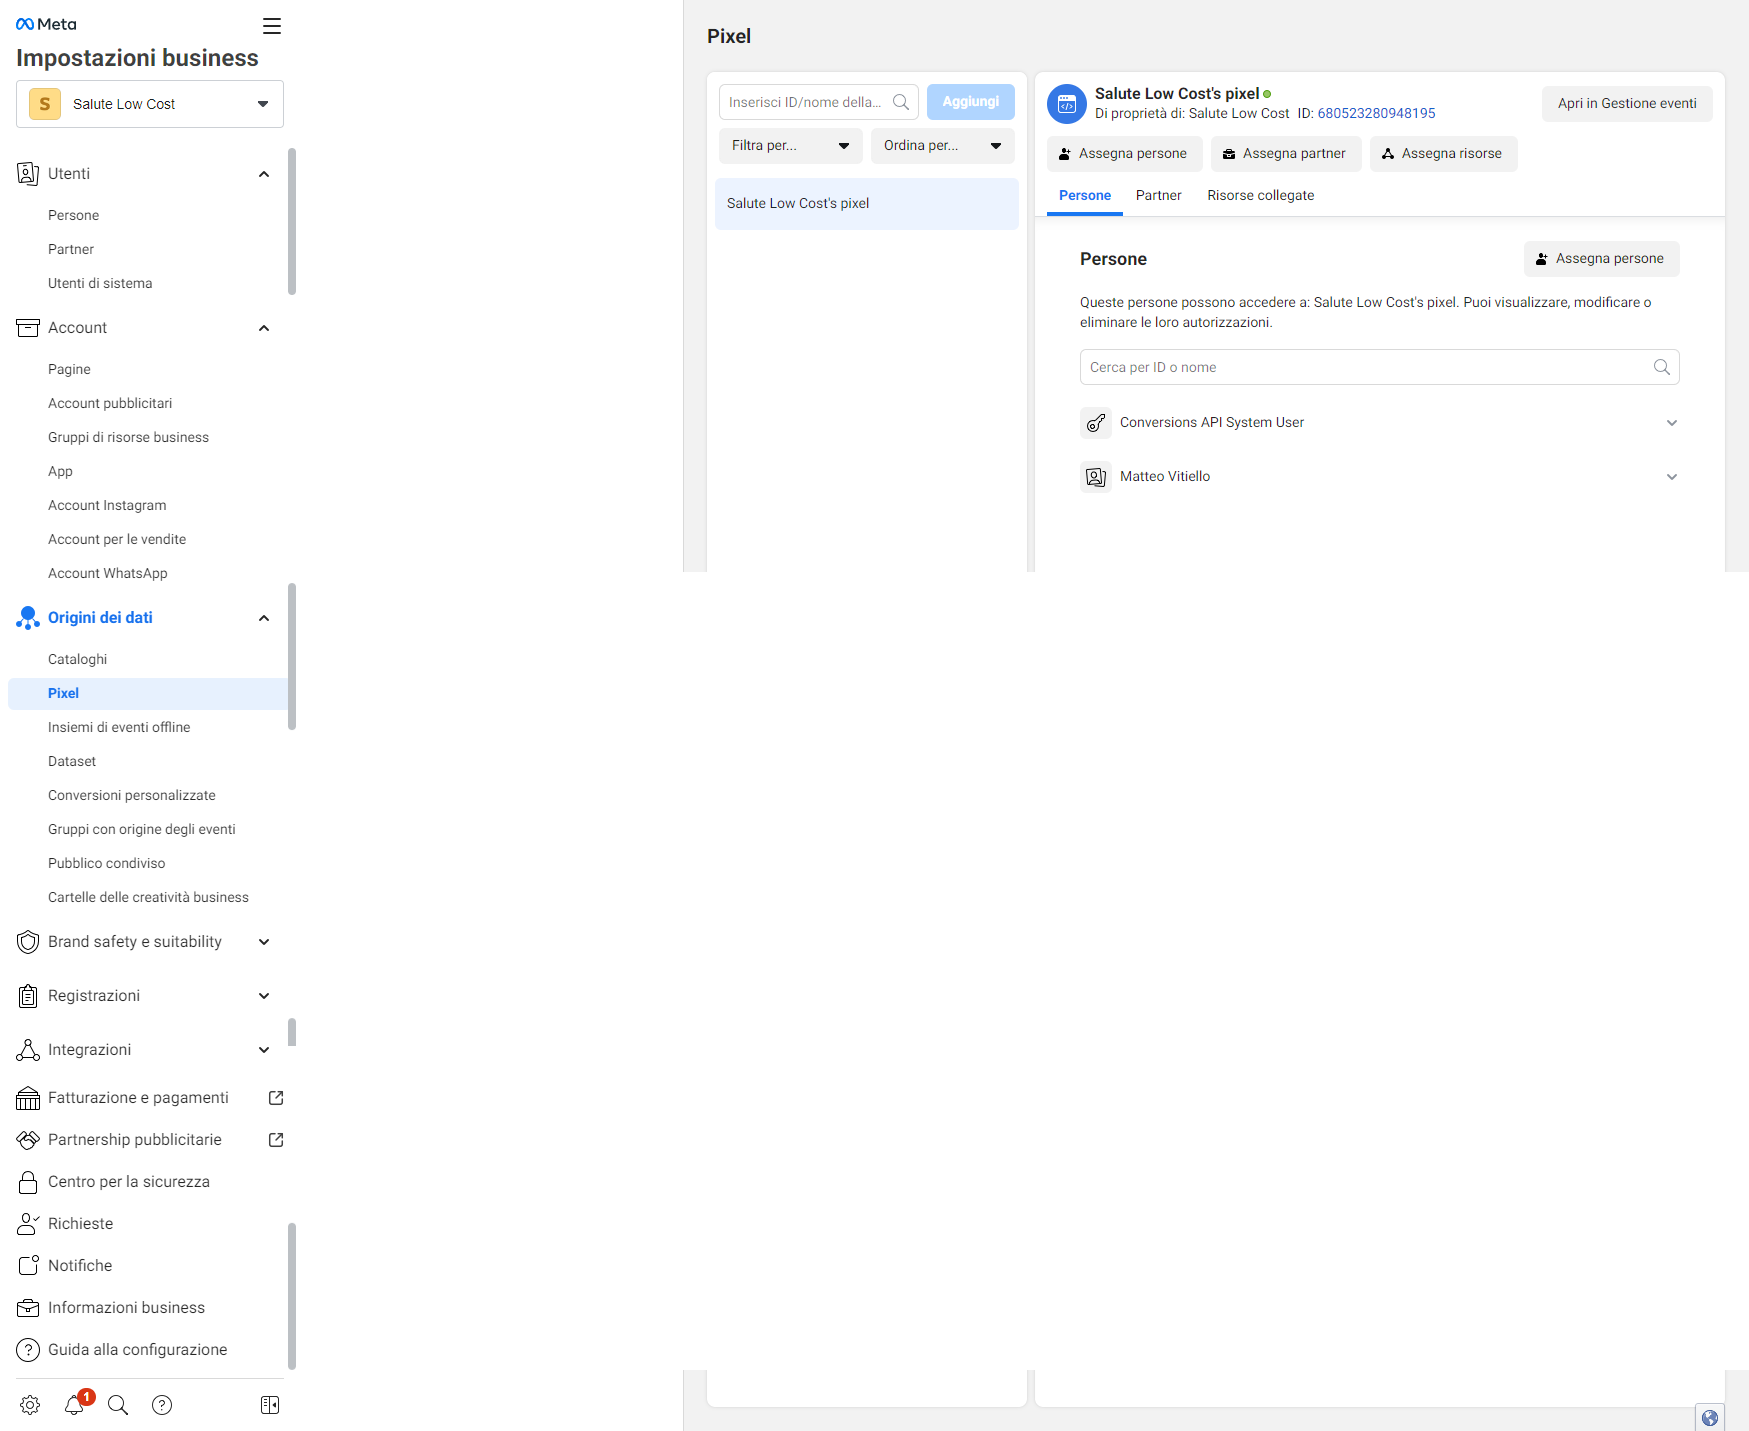 Meta
Impostazioni business
S Salute Low Cost
Utenti
Persone
Partner
Utenti di sistema
Account
Pagine
Account pubblicitari
Gruppi di risorse business
App
Account Instagram
Account per le vendite
Account WhatsApp
Origini dei dati
Cataloghi
Pixel
Insiemi di eventi offline
Dataset
Conversioni personalizzate
Gruppi con origine degli eventi
Pubblico condiviso
Cartelle delle creatività business
Brand safety e suitability
Registrazioni
Integrazioni
Fatturazione e pagamenti
Partnership pubblicitarie
Centro per la sicurezza
Richieste
Notifiche
Informazioni business
Guida alla configurazione
1
Pixel
Inserisci ID/nome della...
Aggiungi
Filtra per...
Ordina per...
Salute Low Cost's pixel
Salute Low Cost's pixel
Di proprietà di: Salute Low Cost ID: 680523280948195
Apri in Gestione eventi
Assegna persone
Assegna partner
Assegna risorse
Persone
Partner
Risorse collegate
Persone
Assegna persone
Queste persone possono accedere a: Salute Low Cost's pixel. Puoi visualizzare, modificare o
eliminare le loro autorizzazioni.
Cerca per ID o nome
Conversions API System User
Matteo Vitiello